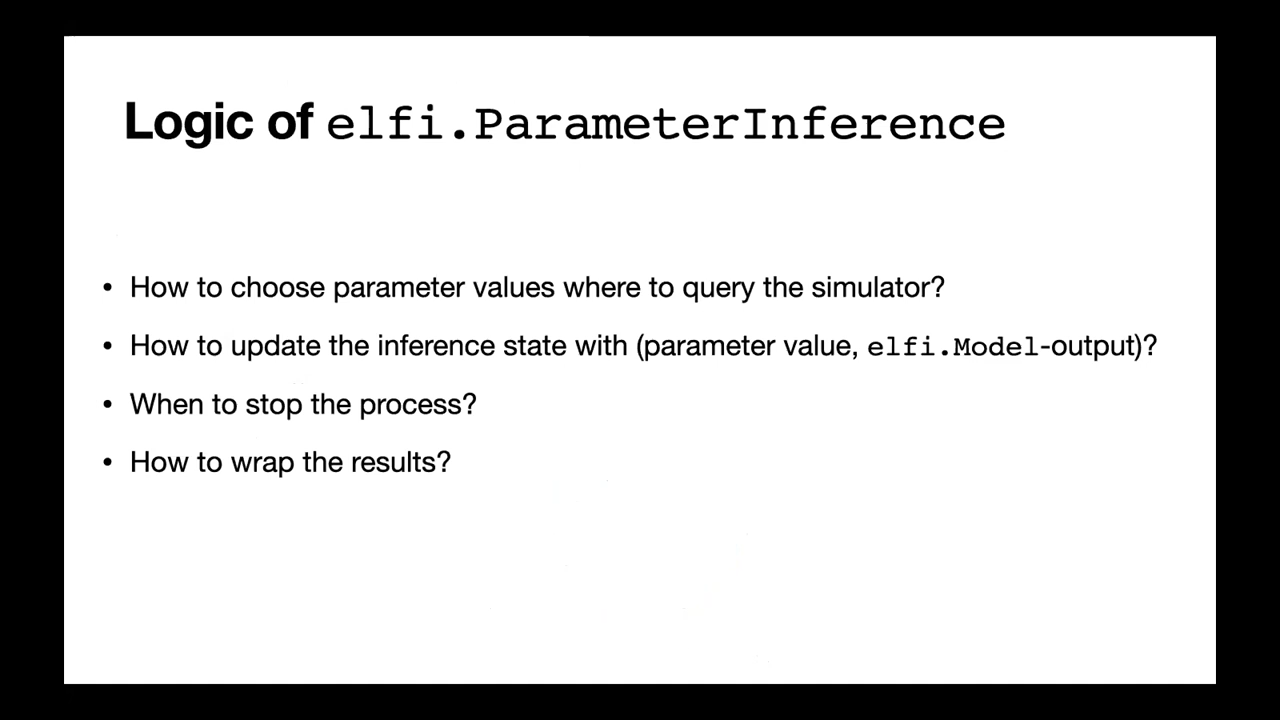 Logic of elfi.ParameterInference
• How to choose parameter values where to query the simulator?
• How to update the inference state with (parameter value, elfi.Model-output)?
• When to stop the process?
• How to wrap the results?